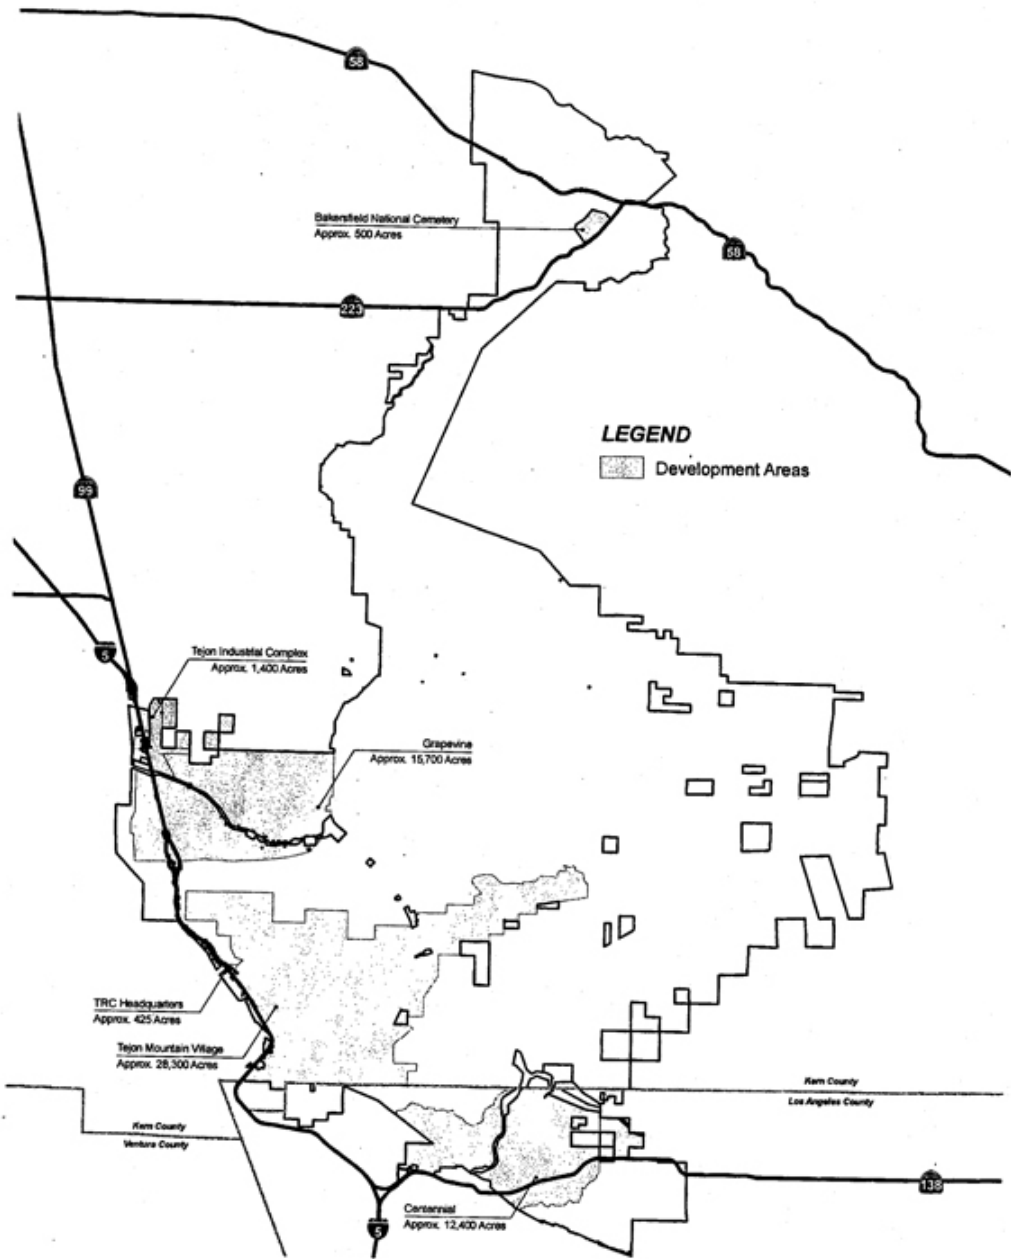 58
Bakersfield National Cemetery
Approx. 500 Acres
58
223
LEGEND
Development Areas
99
5
Tejon Industrial Complex
Approx. 1,400 Acres
Grapevine
Approx. 15,700 Acres
TRC Headquarters
Approx. 425 Acres
Tejon Mountain Village
Approx. 28,300 Acres
Kern County
Los Angeles County
Kern County
Ventura County
138
Centennial
Approx. 12,400 Acres
5